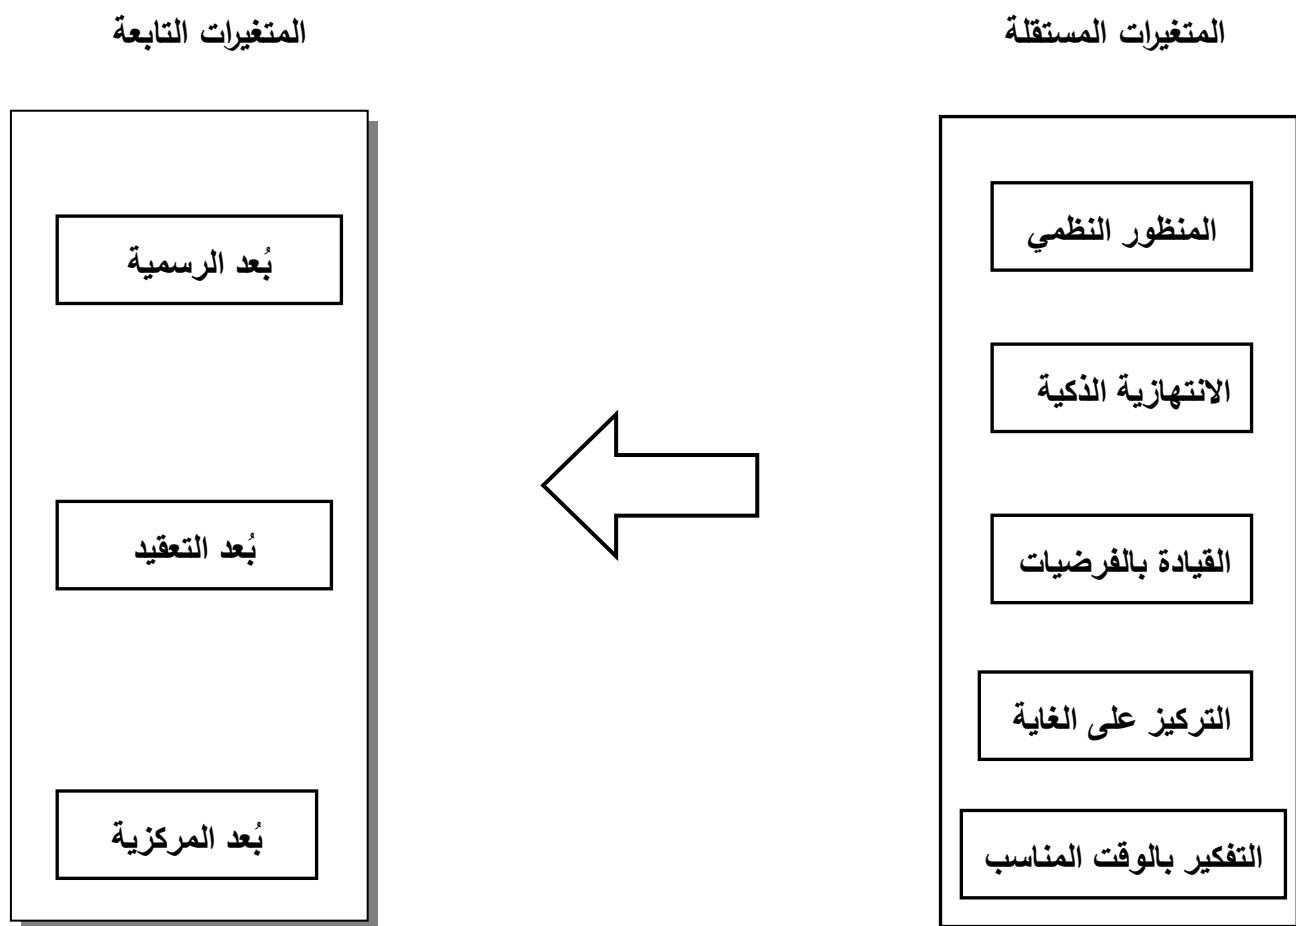 المتغيرات المستقلة
المتغيرات التابعة
المنظور النظمي
الانتهازية الذكية
القيادة بالفرضيات
التركيز على الغاية
التفكير بالوقت المناسب
بُعد الرسمية
بُعد التعقيد
بُعد المركزية